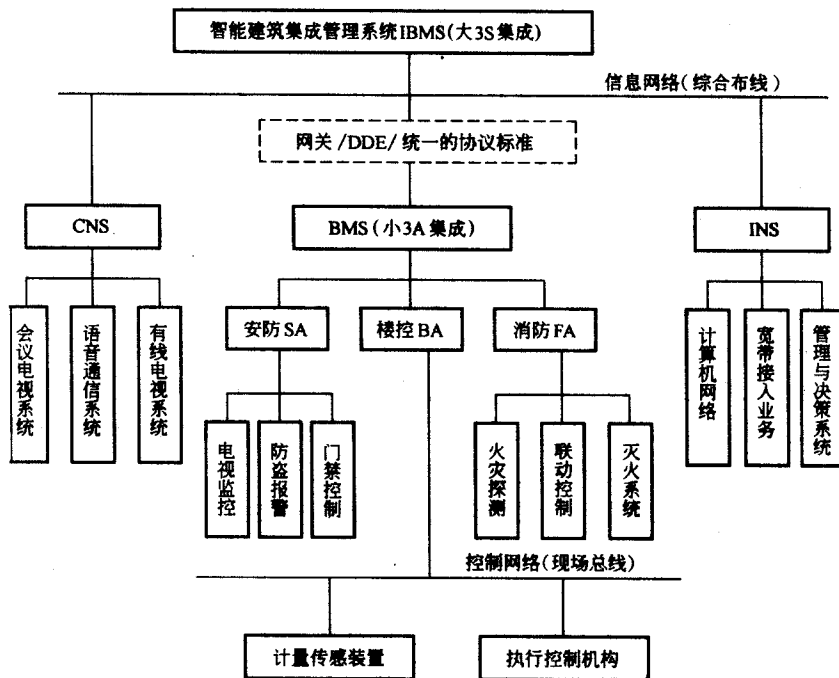 智能建筑集成管理系统IBMS(大3S集成)
信息网络(综合布线)
网关/DDE/统一的协议标准
CNS
BMS(小3A集成)
INS
会议电视系统
语音通信系统
有线电视系统
安防SA
楼控BA
消防FA
计算机网络
宽带接入业务
管理与决策系统
电视监控
防盗报警
门禁控制
火灾探测
联动控制
灭火系统
控制网络(现场总线)
计量传感装置
执行控制机构